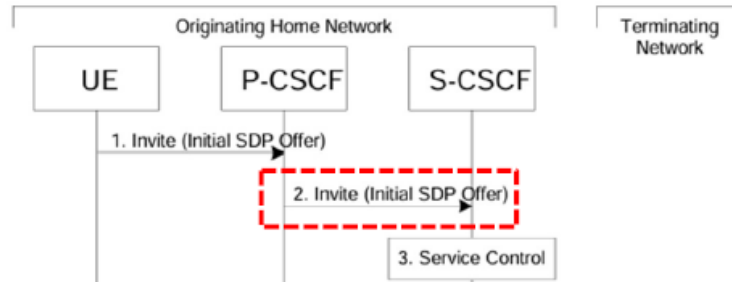 Originating Home Network
Terminating
Network
UE
P-CSCF
S-CSCF
1. Invite (Initial SDP Offer)
2. Invite (Initial SDP Offer)
3. Service Control